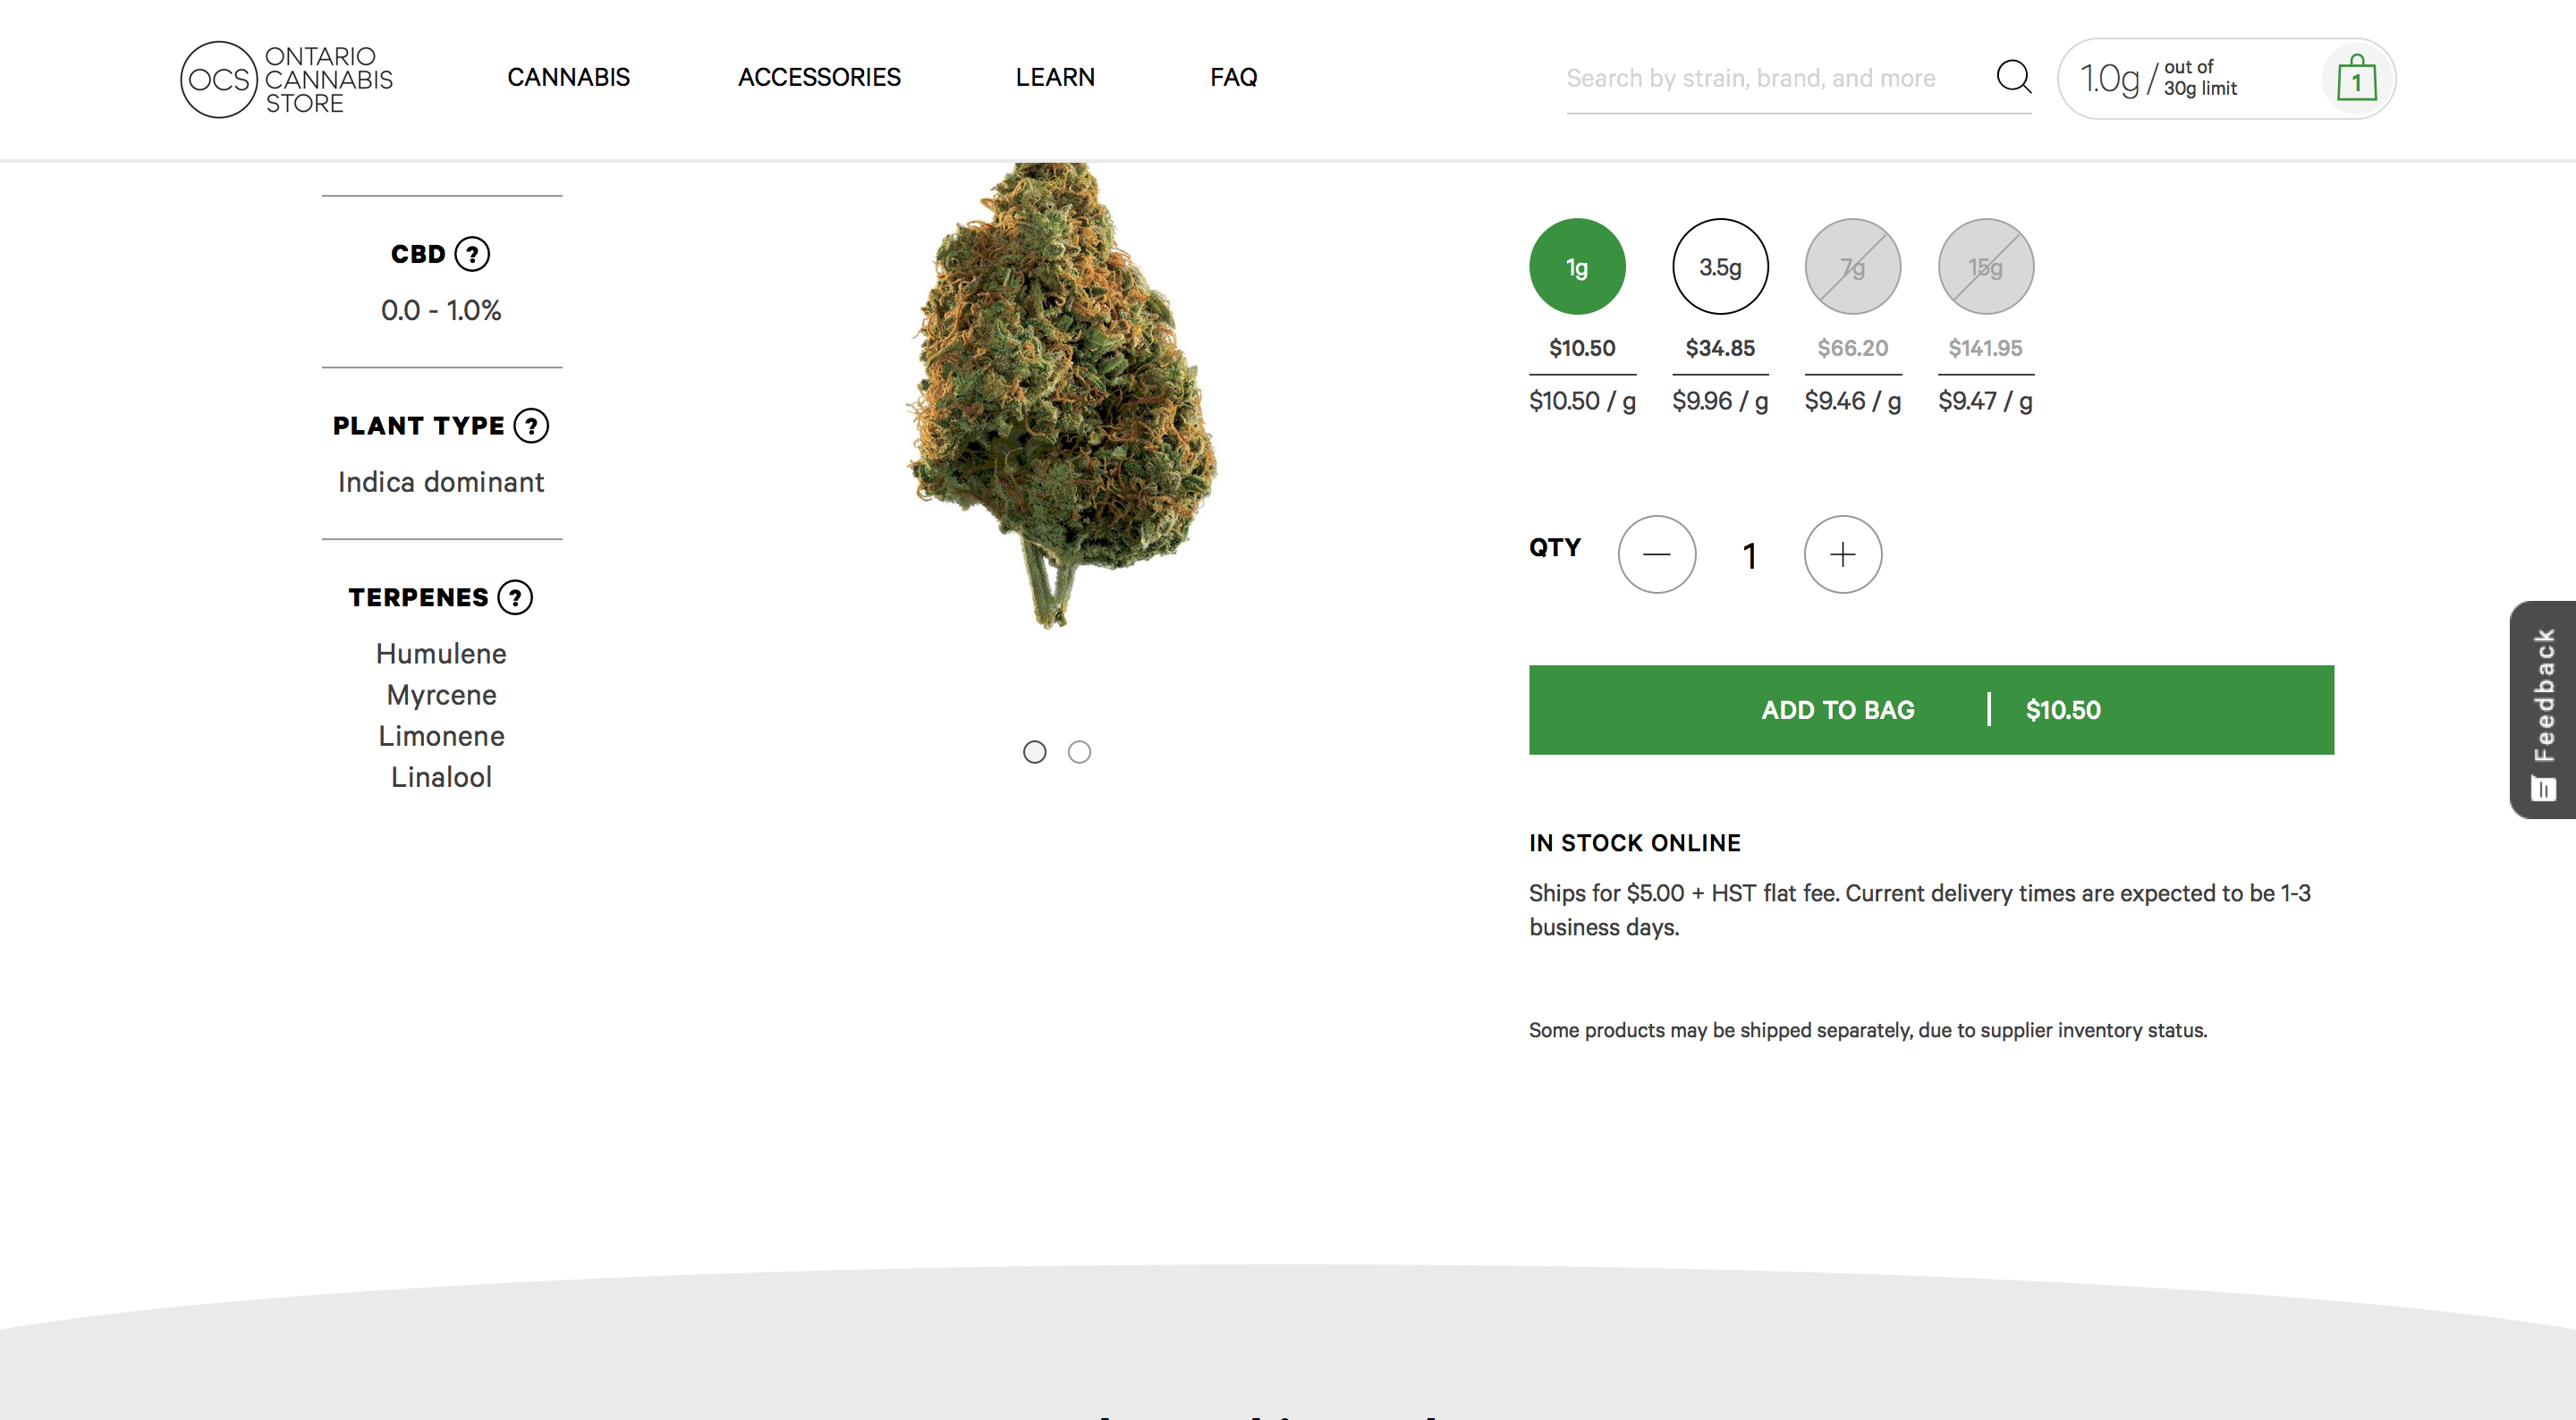 OCS
ONTARIO
CANNABIS
STORE
CANNABIS
ACCESSORIES
LEARN
FAQ
Search by strain, brand, and more
1.0g / out of
30g limit
1
CBD ?
0.0 - 1.0%
PLANT TYPE ?
Indica dominant
TERPENES ?
Humulene
Myrcene
Limonene
Linalool
1g 3.5g 7g 15g
$10.50 $34.85 $66.20 $141.95
$10.50 / g $9.96 / g $9.46 / g $9.47 / g
QTY 1
ADD TO BAG | $10.50
IN STOCK ONLINE
Ships for $5.00 + HST flat fee. Current delivery times are expected to be 1-3
business days.
Some products may be shipped separately, due to supplier inventory status.
Feedback